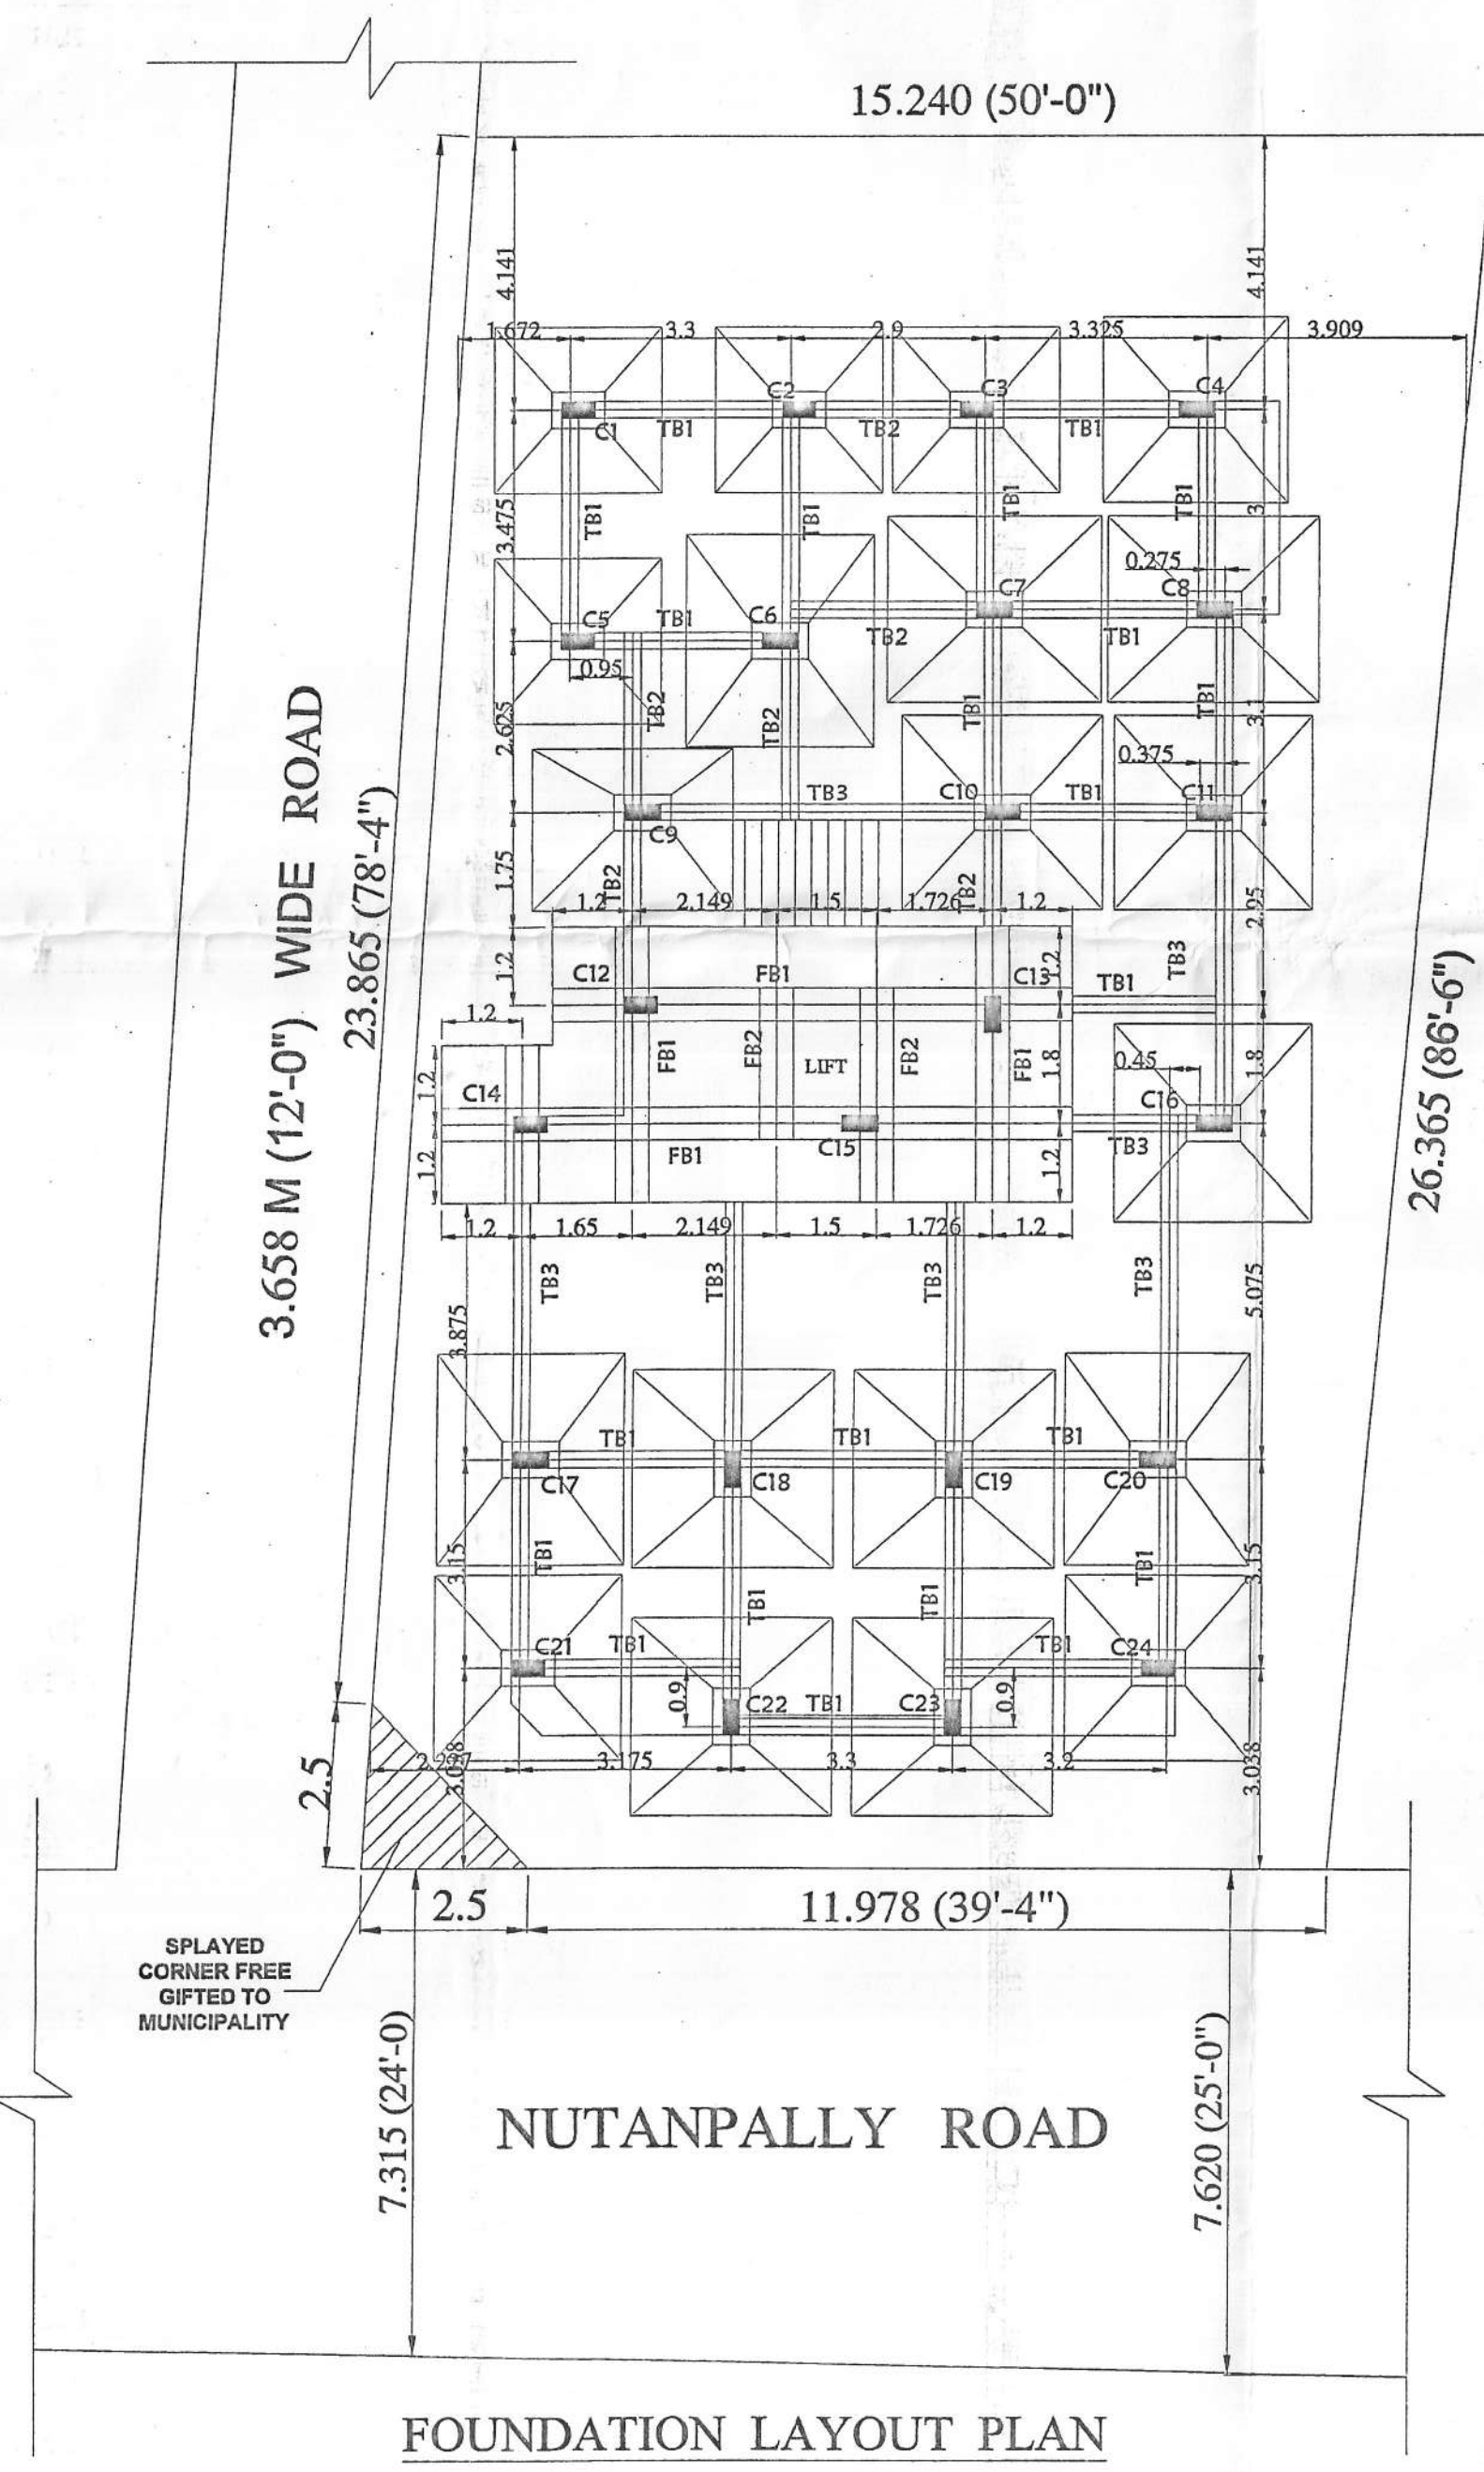 15.240 (50'-0")
4.141
4.141
1.672
3.3
2.9
3.325
3.909
C2
C3
C4
C1
TB1
TB2
TB1
3.475
TB1
TB1
TB1
TB1
3
0.275
C5
TB1
C6
C7
C8
TB2
TB1
0.95
2.625
TB2
TB2
TB1
TB1
3.1
0.375
TB3
C10
TB1
C11
C9
1.75
TB2
TB2
1.2
2.149
1.5
1.726
1.2
2.95
1.2
C12
FB1
C13
1.2
TB1
TB3
1.2
FB1
FB2
LIFT
FB2
FB1
1.8
0.45
1.8
1.2
C14
C16
FB1
C15
TB3
1.2
1.2
1.2
1.65
2.149
1.5
1.726
1.2
TB3
TB3
TB3
TB3
3.875
5.075
TB1
TB1
TB1
C17
C18
C19
C20
3.15
TB1
TB1
TB1
TB1
3.15
C21
TB1
TB1
C24
0.9
C22
TB1
C23
0.9
3.175
3.3
3.2
3.038
3.658 M (12'-0") WIDE ROAD
23.865 (78'-4")
26.365 (86'-6")
2.5
2.5
11.978 (39'-4")
SPLAYED
CORNER FREE
GIFTED TO
MUNICIPALITY
7.315 (24'-0)
7.620 (25'-0")
NUTANPALLY ROAD
FOUNDATION LAYOUT PLAN